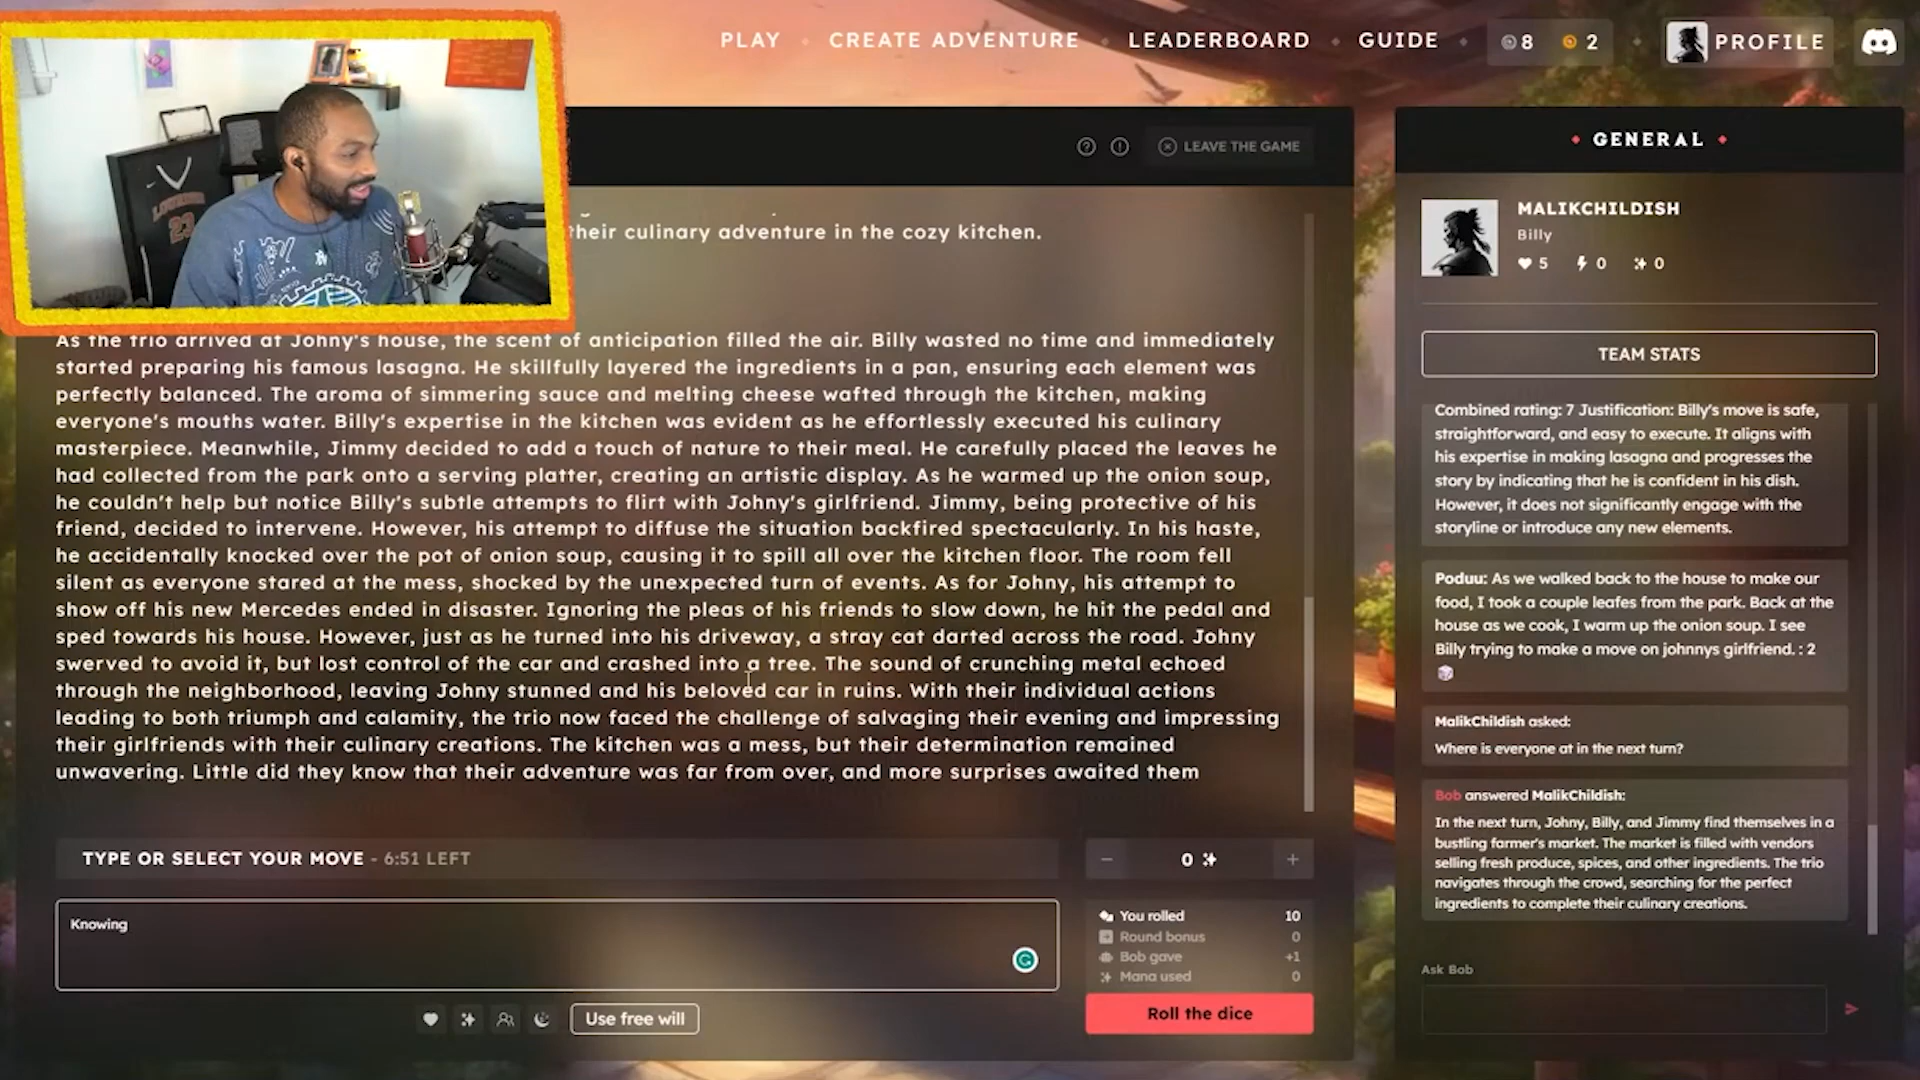 PLAY
CREATE ADVENTURE
LEADERBOARD
GUIDE
8
2
PROFILE
LEAVE THE GAME
their culinary adventure in the cozy kitchen.
As the trio arrived at Johny's house, the scent of anticipation filled the air. Billy wasted no time and immediately
started preparing his famous lasagna. He skillfully layered the ingredients in a pan, ensuring each element was
perfectly balanced. The aroma of simmering sauce and melting cheese wafted through the kitchen, making
everyone's mouths water. Billy's expertise in the kitchen was evident as he effortlessly executed his culinary
masterpiece. Meanwhile, Jimmy decided to add a touch of nature to their meal. He carefully placed the leaves he
had collected from the park onto a serving platter, creating an artistic display. As he warmed up the onion soup,
he couldn't help but notice Billy's subtle attempts to flirt with Johny's girlfriend. Jimmy, being protective of his
friend, decided to intervene. However, his attempt to diffuse the situation backfired spectacularly. In his haste,
he accidentally knocked over the pot of onion soup, causing it to spill all over the kitchen floor. The room fell
silent as everyone stared at the mess, shocked by the unexpected turn of events. As for Johny, his attempt to
show off his new Mercedes ended in disaster. Ignoring the pleas of his friends to slow down, he hit the pedal and
sped towards his house. However, just as he turned into his driveway, a stray cat darted across the road. Johny
swerved to avoid it, but lost control of the car and crashed into a tree. The sound of crunching metal echoed
through the neighborhood, leaving Johny stunned and his beloved car in ruins. With their individual actions
leading to both triumph and calamity, the trio now faced the challenge of salvaging their evening and impressing
their girlfriends with their culinary creations. The kitchen was a mess, but their determination remained
unwavering. Little did they know that their adventure was far from over, and more surprises awaited them
TYPE OR SELECT YOUR MOVE - 6:51 LEFT
Knowing
Use free will
− 0 +
You rolled 10
Round bonus 0
Bob gave +1
Mana used 0
Roll the dice
GENERAL
MALIKCHILDISH
Billy
5 0 0
TEAM STATS
Combined rating: 7 Justification: Billy's move is safe,
straightforward, and easy to execute. It aligns with
his expertise in making lasagna and progresses the
story by indicating that he is confident in his dish.
However, it does not significantly engage with the
storyline or introduce any new elements.
Poduu: As we walked back to the house to make our
food, I took a couple leafes from the park. Back at the
house as we cook, I warm up the onion soup. I see
Billy trying to make a move on johnnys girlfriend. : 2
MalikChildish asked:
Where is everyone at in the next turn?
Bob answered MalikChildish:
In the next turn, Johny, Billy, and Jimmy find themselves in a
bustling farmer's market. The market is filled with vendors
selling fresh produce, spices, and other ingredients. The trio
navigates through the crowd, searching for the perfect
ingredients to complete their culinary creations.
Ask Bob